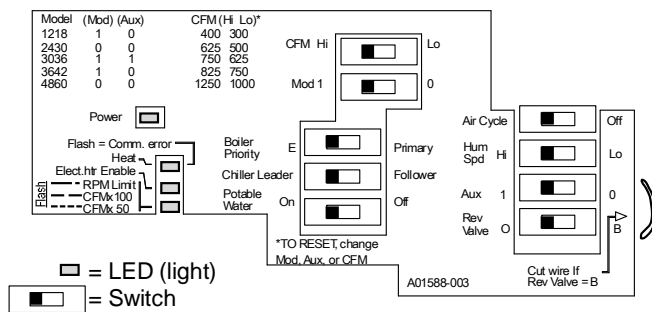 Model (Mod) (Aux) CFM (Hi Lo)*
1218 1 0 400 300
2430 0 0 625 500
3036 1 1 750 625
3642 1 0 825 750
4860 0 0 1250 1000
CFM Hi Lo
Mod 1 0
Power
Flash = Comm. error
Heat
Elect.htr Enable
Flash
RPM Limit
CFMx100
CFMx 50
Boiler Priority E Primary
Chiller Leader Follower
Potable Water On Off
*TO RESET, change
Mod, Aux, or CFM
Air Cycle Off
Hum Spd Hi Lo
Aux 1 0
Rev Valve O B
A01588-003
Cut wire If
Rev Valve = B
= LED (light)
= Switch